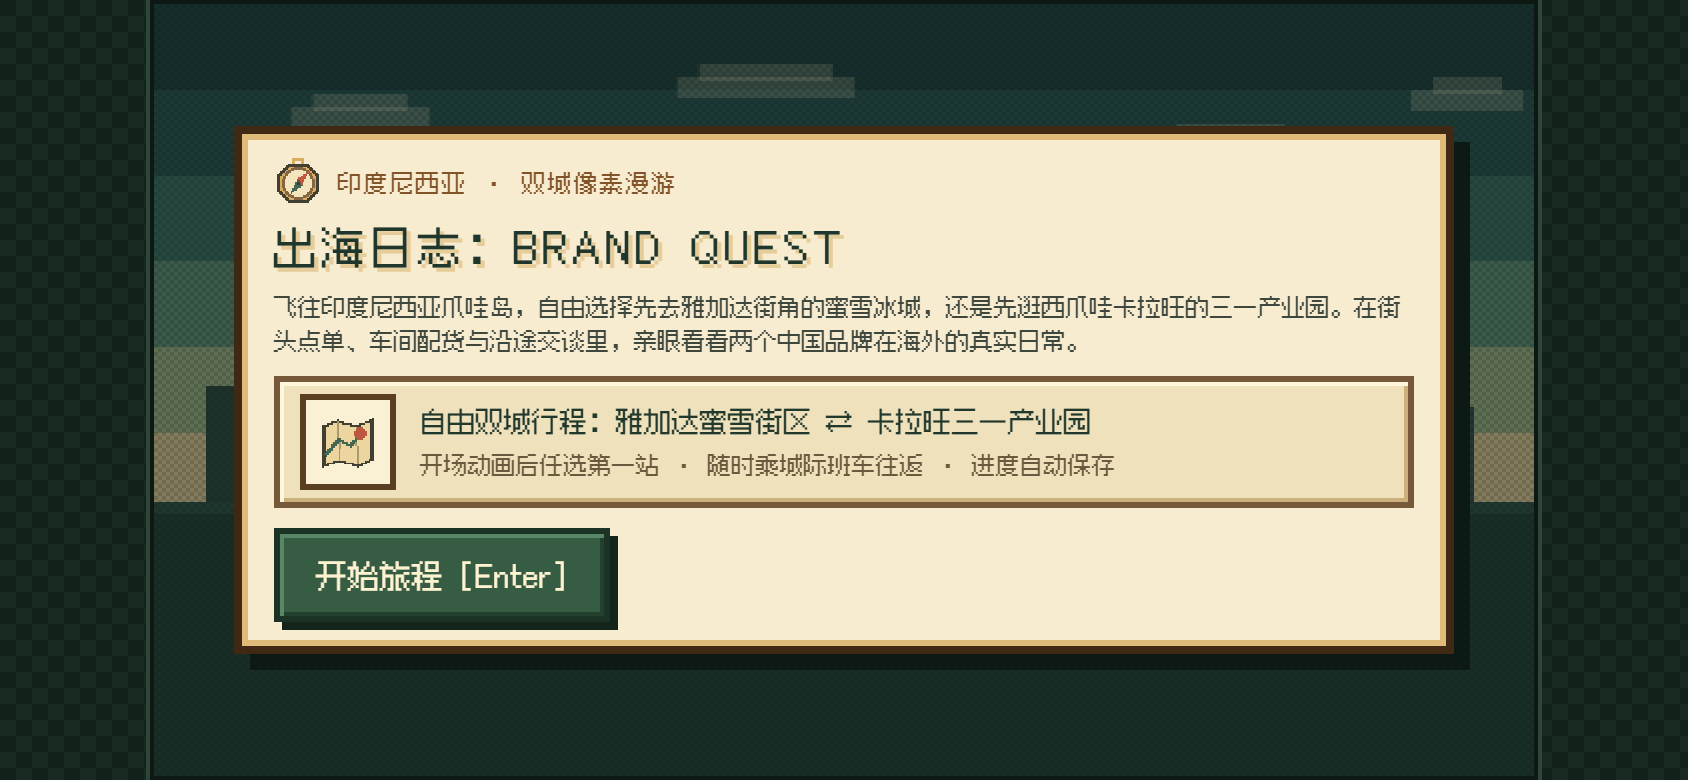 印度尼西亚 · 双城像素漫游
出海日志：BRAND QUEST
飞往印度尼西亚爪哇岛，自由选择先去雅加达街角的蜜雪冰城，还是先逛西爪哇卡拉旺的三一产业园。在街
头点单、车间配货与沿途交谈里，亲眼看看两个中国品牌在海外的真实日常。
自由双城行程：雅加达蜜雪街区 ⇄ 卡拉旺三一产业园
开场动画后任选第一站 · 随时乘城际班车往返 · 进度自动保存
开始旅程 [Enter]